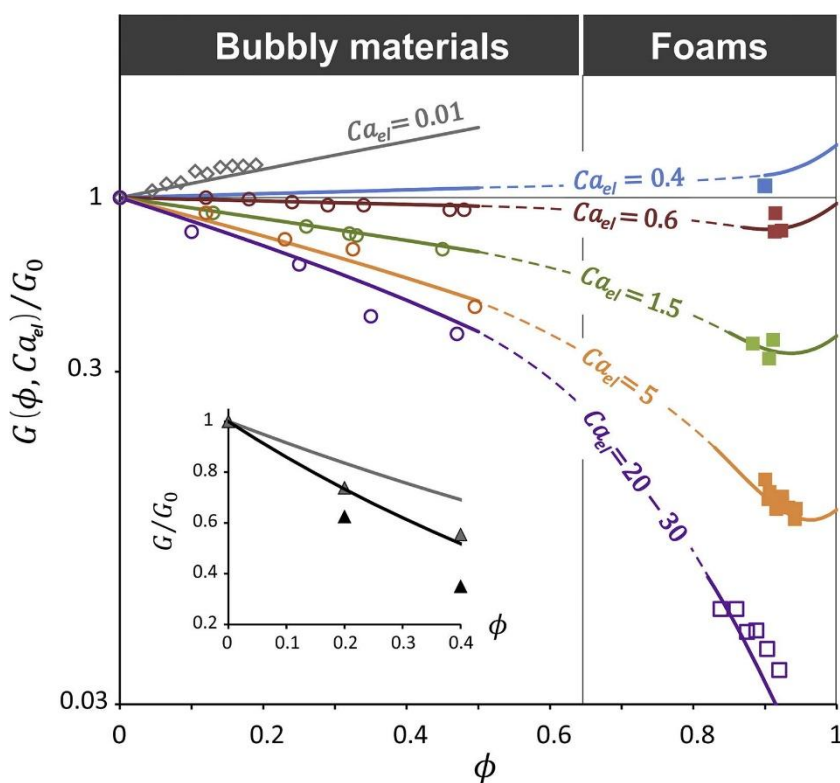 Bubbly materials
Foams
Ca_el = 0.01
Ca_el = 0.4
Ca_el = 0.6
Ca_el = 1.5
Ca_el = 5
Ca_el = 20 – 30
G(ϕ, Ca_el)/G_0
1
0.3
0.03
0
0.2
0.4
0.6
0.8
1
ϕ
G/G_0
1
0.8
0.6
0.4
0.2
0
0.1
0.2
0.3
0.4
ϕ